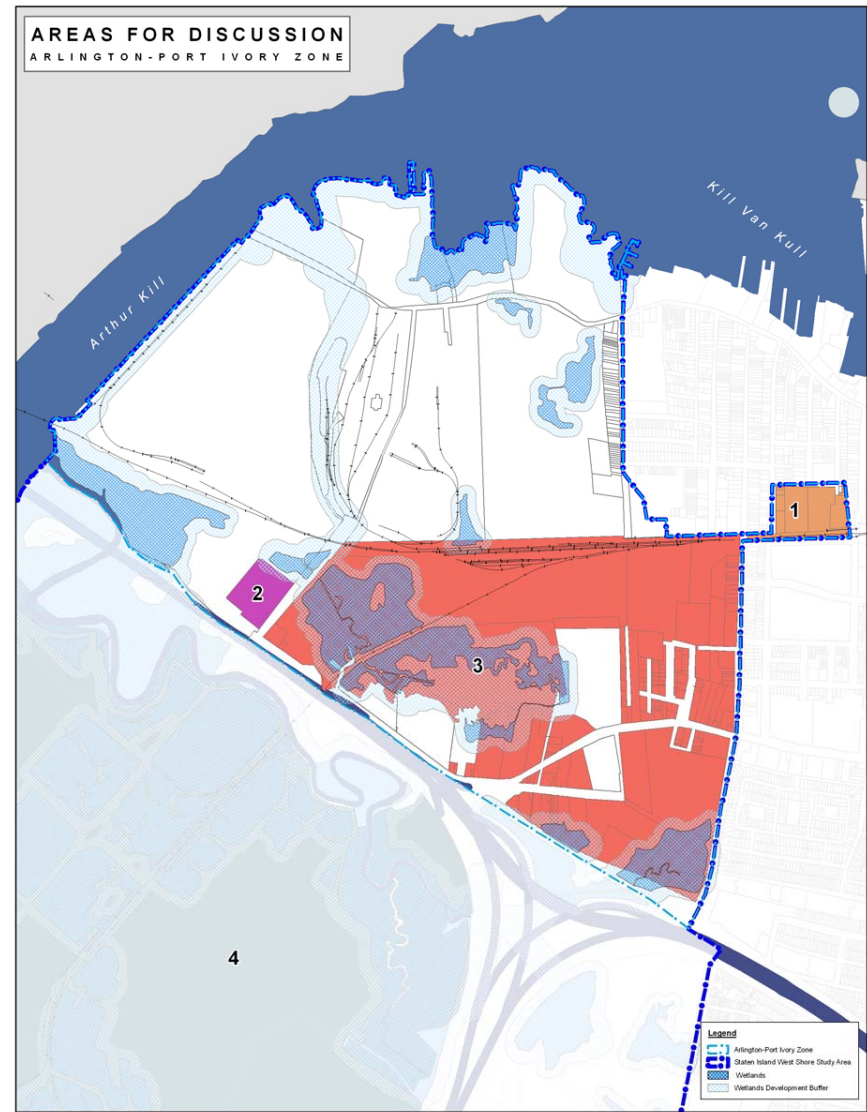 AREAS FOR DISCUSSION
ARLINGTON-PORT IVORY ZONE
Kill Van Kull
Arthur Kill
1
2
3
4
Legend
Arlington-Port Ivory Zone
Staten Island West Shore Study Area
Wetlands
Wetlands Development Buffer